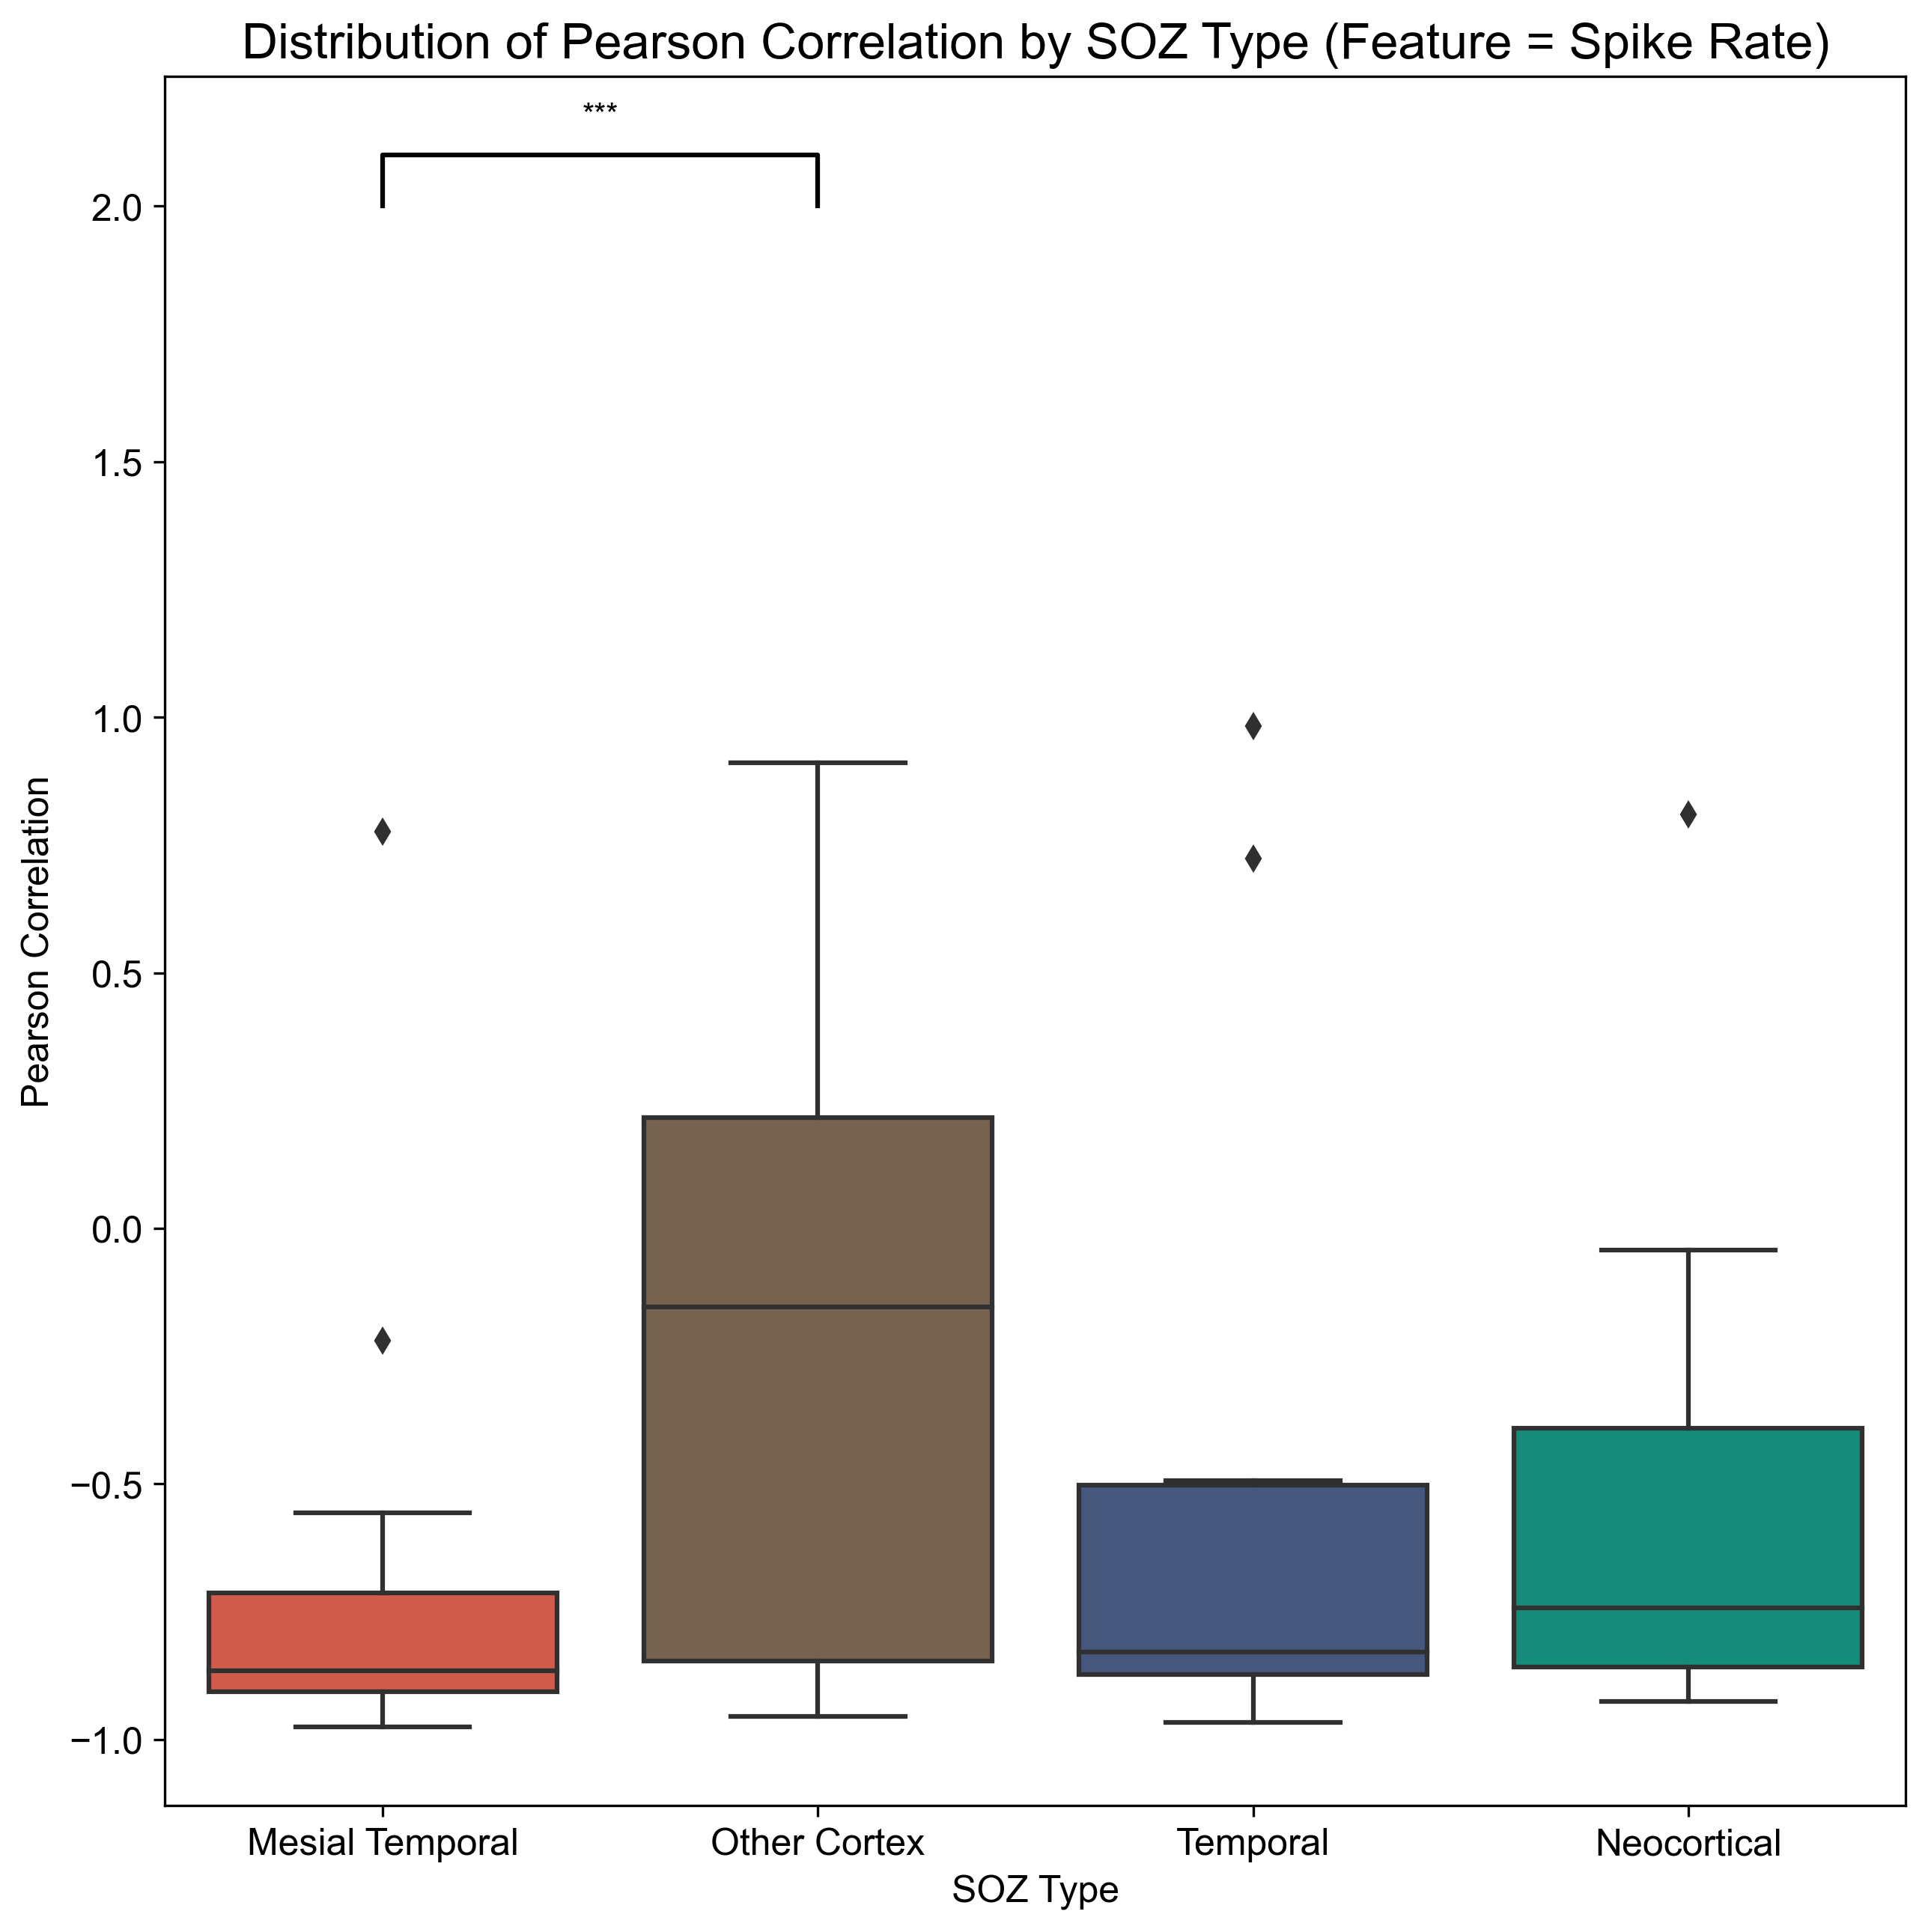 Distribution of Pearson Correlation by SOZ Type (Feature = Spike Rate)
***
2.0
1.5
1.0
0.5
0.0
−0.5
−1.0
Pearson Correlation
Mesial Temporal
Other Cortex
Temporal
Neocortical
SOZ Type